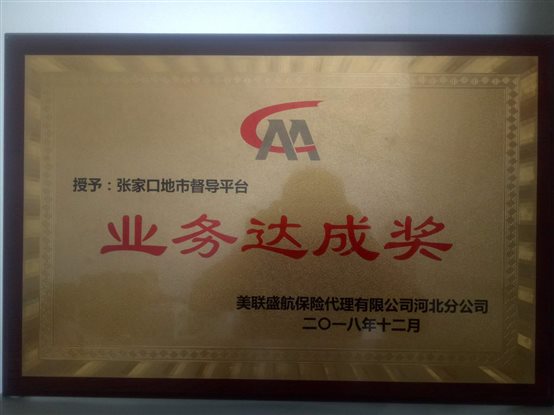 授予：张家口地市督导平台
业务达成奖
美联盛航保险代理有限公司河北分公司
二〇一八年十二月